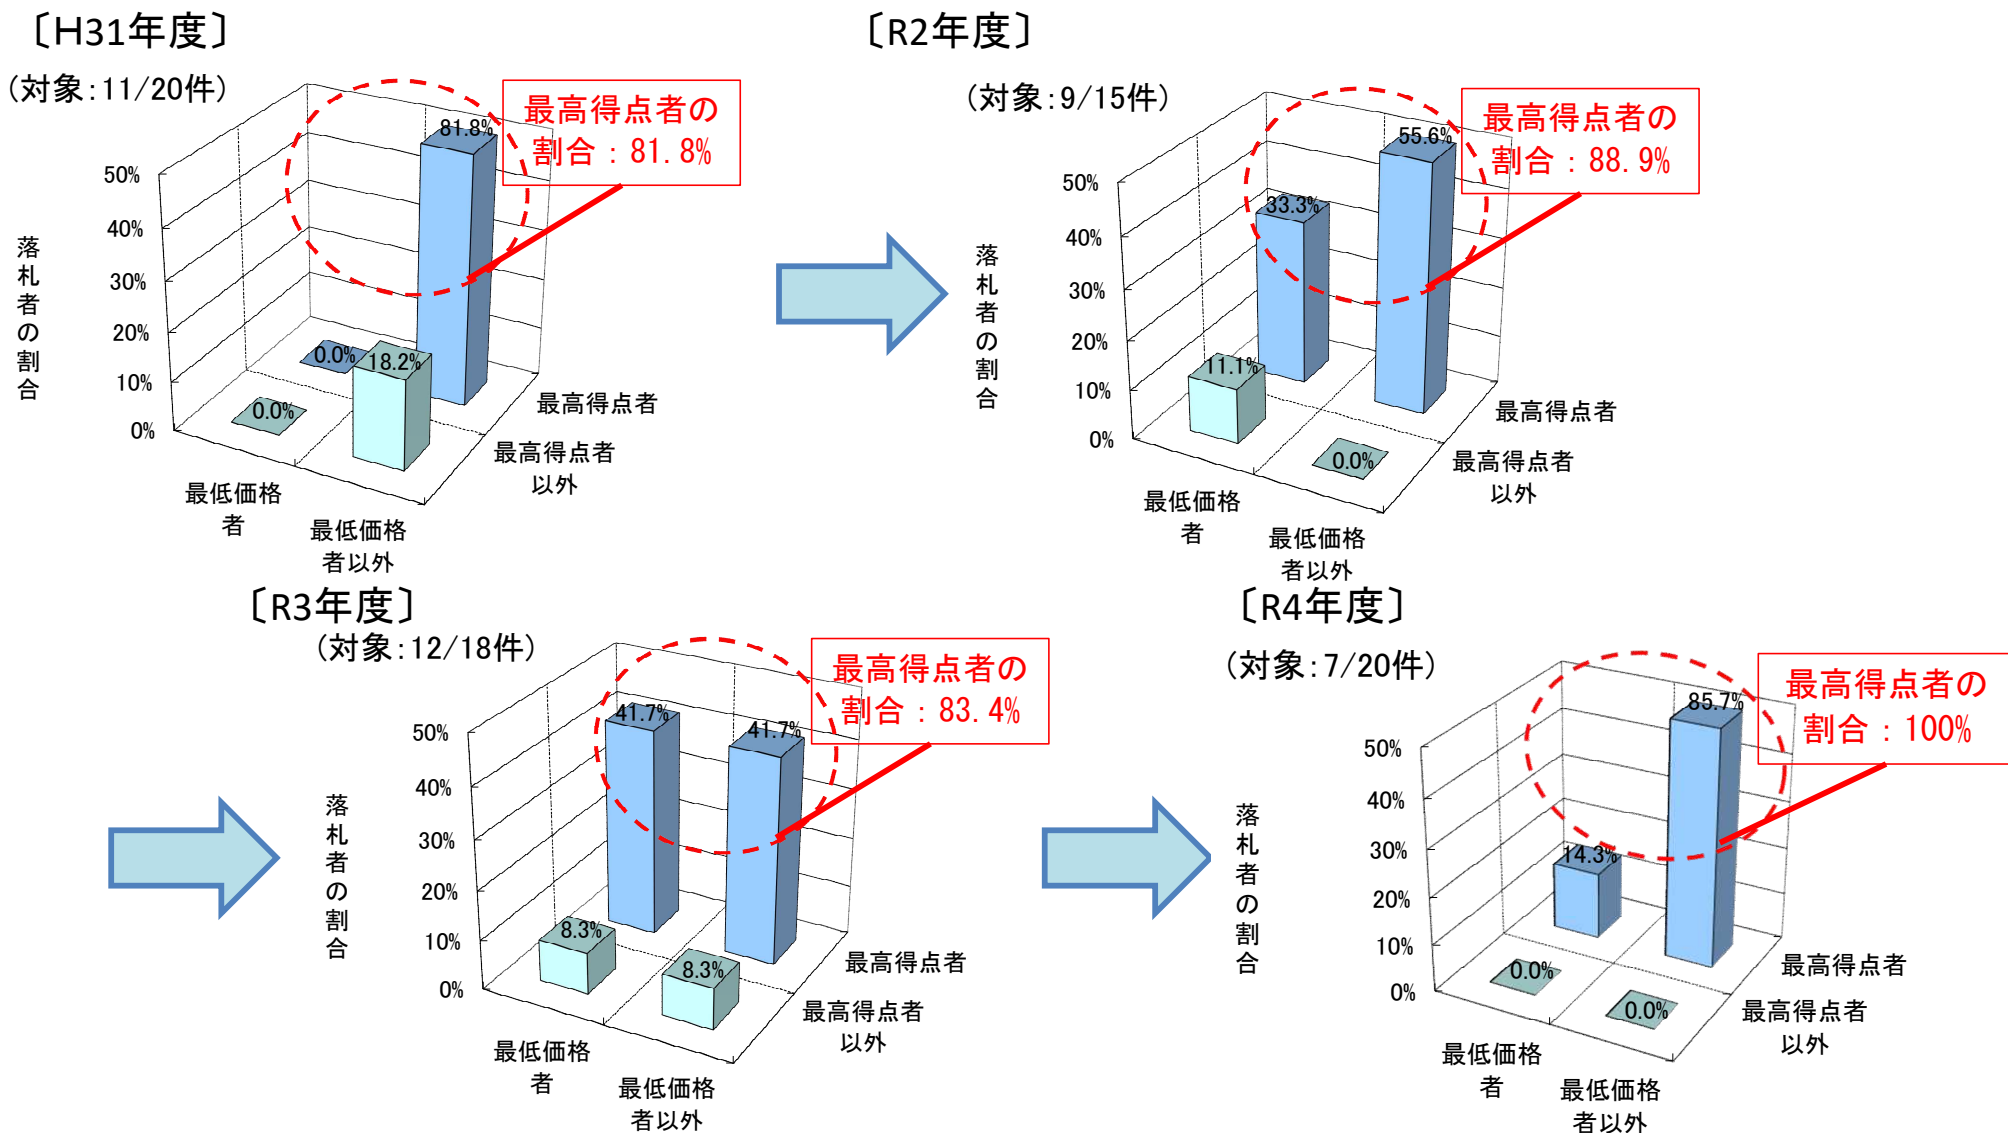 〔H31年度〕
(対象:11/20件)
最高得点者の
割合：81.8%
81.8%
0.0%
18.2%
0.0%
50%
40%
30%
20%
10%
0%
落札者の割合
最高得点者
最高得点者
以外
最低価格
者
最低価格
者以外
〔R2年度〕
(対象:9/15件)
最高得点者の
割合：88.9%
55.6%
33.3%
11.1%
0.0%
50%
40%
30%
20%
10%
0%
落札者の割合
最高得点者
最高得点者
以外
最低価格
者
最低価格
者以外
〔R3年度〕
(対象:12/18件)
最高得点者の
割合：83.4%
41.7%
41.7%
8.3%
8.3%
50%
40%
30%
20%
10%
0%
落札者の割合
最高得点者
最高得点者
以外
最低価格
者
最低価格
者以外
〔R4年度〕
(対象:7/20件)
最高得点者の
割合：100%
85.7%
14.3%
0.0%
0.0%
50%
40%
30%
20%
10%
0%
落札者の割合
最高得点者
最高得点者
以外
最低価格
者
最低価格
者以外